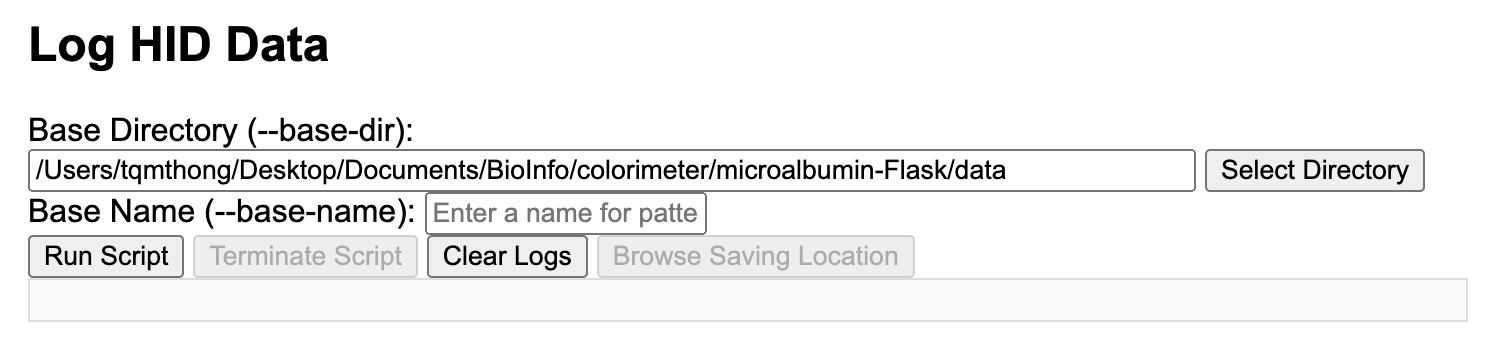 Log HID Data
Base Directory (--base-dir):
/Users/tqmthong/Desktop/Documents/BioInfo/colorimeter/microalbumin-Flask/data Select Directory
Base Name (--base-name): Enter a name for patte
Run Script Terminate Script Clear Logs Browse Saving Location